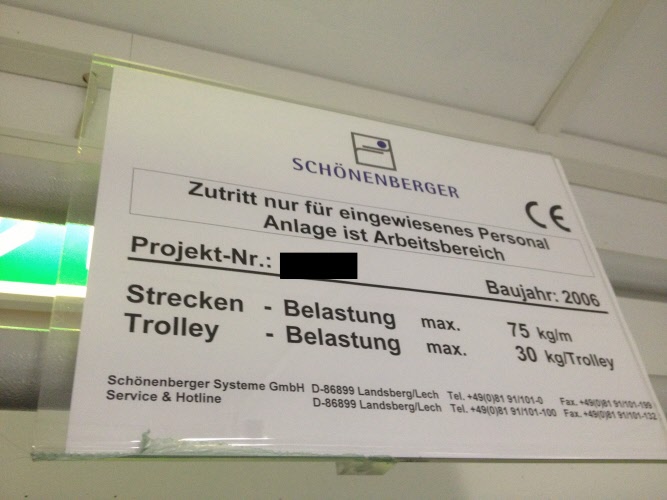 SCHÖNENBERGER
CE
Zutritt nur für eingewiesenes Personal
Anlage ist Arbeitsbereich
Projekt-Nr.:
Baujahr: 2006
Strecken - Belastung max. 75 kg/m
Trolley - Belastung max. 30 kg/Trolley
Schönenberger Systeme GmbH D-86899 Landsberg/Lech Tel. +49(0)81 91/101-0 Fax. +49(0)81 91/101-199
Service & Hotline D-86899 Landsberg/Lech Tel. +49(0)81 91/101-100 Fax. +49(0)81 91/101-132